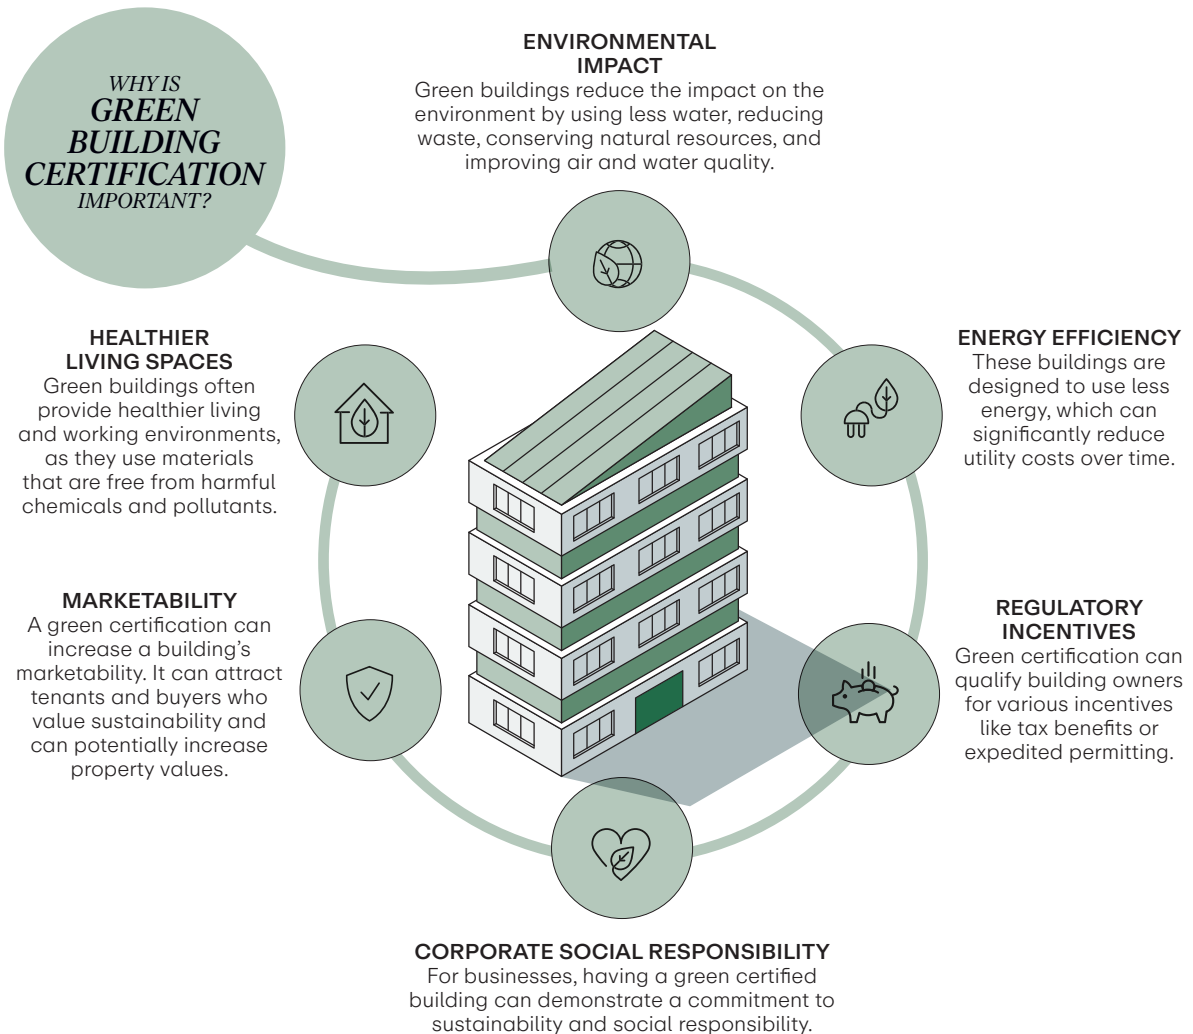 WHY IS
GREEN
BUILDING
CERTIFICATION
IMPORTANT?
ENVIRONMENTAL
IMPACT
Green buildings reduce the impact on the
environment by using less water, reducing
waste, conserving natural resources, and
improving air and water quality.
ENERGY EFFICIENCY
These buildings are
designed to use less
energy, which can
significantly reduce
utility costs over time.
REGULATORY
INCENTIVES
Green certification can
qualify building owners
for various incentives
like tax benefits or
expedited permitting.
CORPORATE SOCIAL RESPONSIBILITY
For businesses, having a green certified
building can demonstrate a commitment to
sustainability and social responsibility.
MARKETABILITY
A green certification can
increase a building’s
marketability. It can attract
tenants and buyers who
value sustainability and
can potentially increase
property values.
HEALTHIER
LIVING SPACES
Green buildings often
provide healthier living
and working environments,
as they use materials
that are free from harmful
chemicals and pollutants.